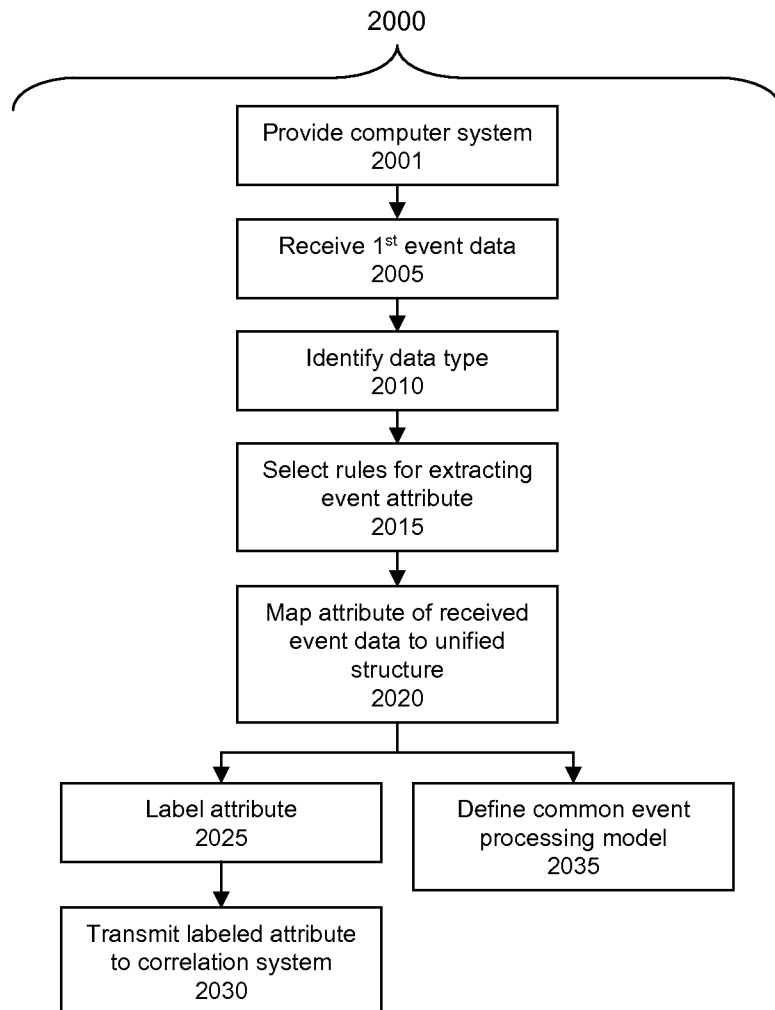 2000
Provide computer system
2001
Receive 1st event data
2005
Identify data type
2010
Select rules for extracting
event attribute
2015
Map attribute of received
event data to unified
structure
2020
Label attribute
2025
Define common event
processing model
2035
Transmit labeled attribute
to correlation system
2030